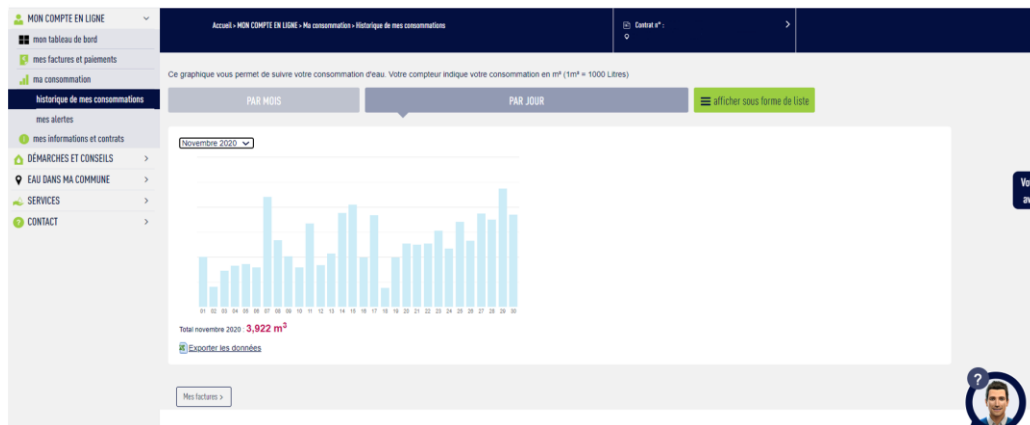 MON COMPTE EN LIGNE
mon tableau de bord
mes factures et paiements
ma consommation
historique de mes consommations
mes alertes
mes informations et contrats
DÉMARCHES ET CONSEILS
EAU DANS MA COMMUNE
SERVICES
CONTACT
Accueil > MON COMPTE EN LIGNE > Ma consommation > Historique de mes consommations
Contrat n° :
Ce graphique vous permet de suivre votre consommation d'eau. Votre compteur indique votre consommation en m³ (1m³ = 1000 Litres)
PAR MOIS
PAR JOUR
afficher sous forme de liste
Novembre 2020
01 02 03 04 05 06 07 08 09 10 11 12 13 14 15 16 17 18 19 20 21 22 23 24 25 26 27 28 29 30
Total novembre 2020 : 3,922 m³
Exporter les données
Mes factures >
Vo
av
?